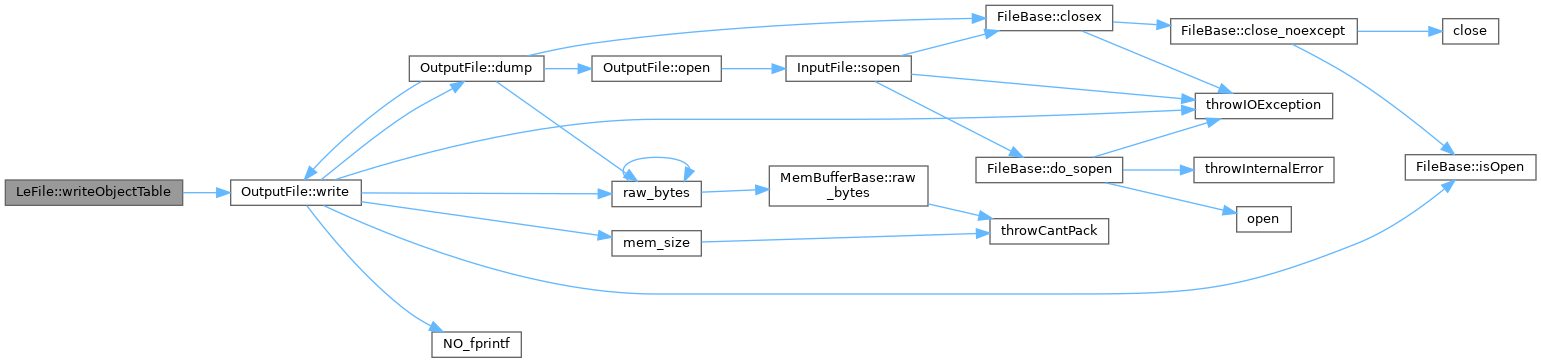 LeFile::writeObjectTable
OutputFile::write
OutputFile::dump
OutputFile::open
InputFile::sopen
FileBase::closex
FileBase::close_noexcept
close
throwIOException
FileBase::isOpen
FileBase::do_sopen
throwInternalError
open
raw_bytes
MemBufferBase::raw
_bytes
throwCantPack
mem_size
NO_fprintf